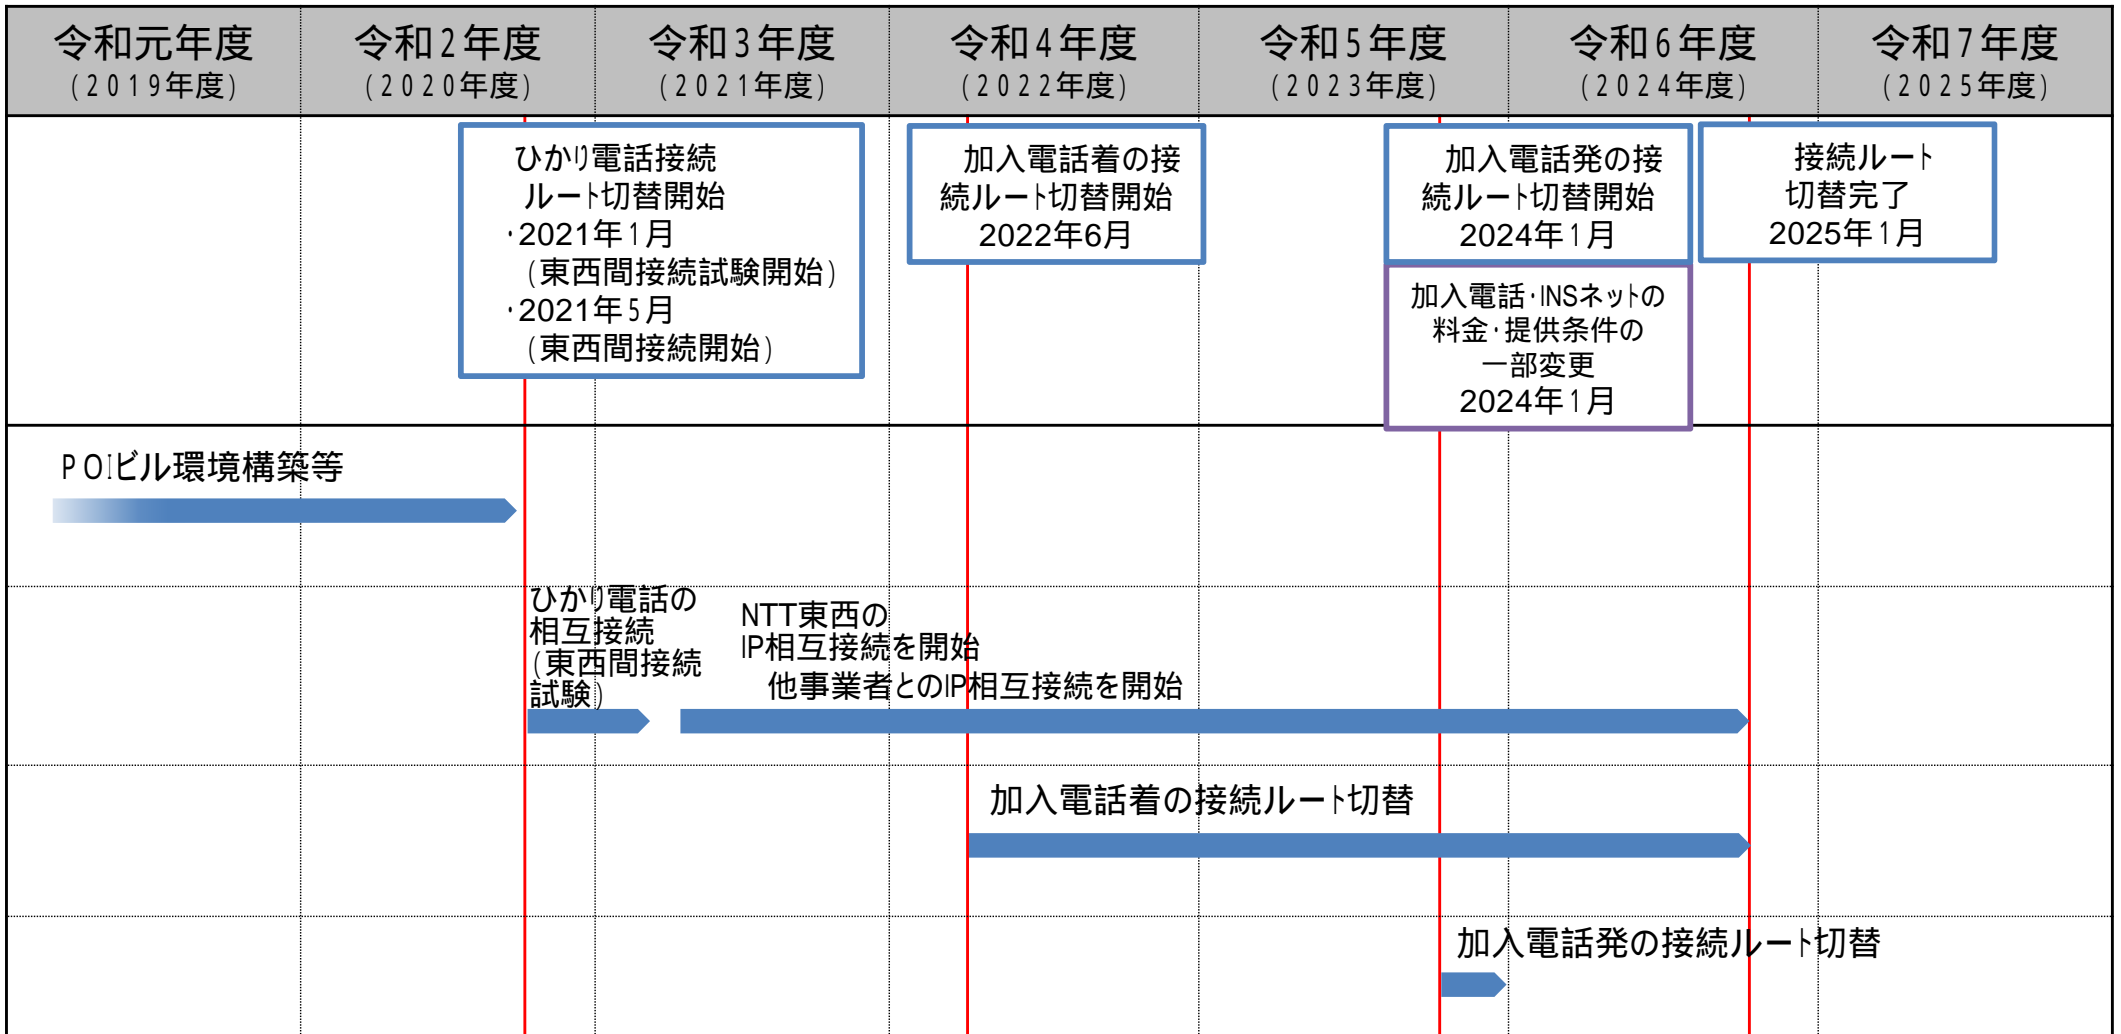 令和元年度
(2019年度)
令和2年度
(2020年度)
令和3年度
(2021年度)
令和4年度
(2022年度)
令和5年度
(2023年度)
令和6年度
(2024年度)
令和7年度
(2025年度)
ひかり電話接続
ルート切替開始
・2021年1月
(東西間接続試験開始)
・2021年5月
(東西間接続開始)
加入電話着の接
続ルート切替開始
2022年6月
加入電話発の接
続ルート切替開始
2024年1月
加入電話・INSネットの
料金・提供条件の
一部変更
2024年1月
接続ルート
切替完了
2025年1月
POIビル環境構築等
ひかり電話の
相互接続
(東西間接続
試験)
NTT東西の
IP相互接続を開始
他事業者とのIP相互接続を開始
加入電話着の接続ルート切替
加入電話発の接続ルート切替